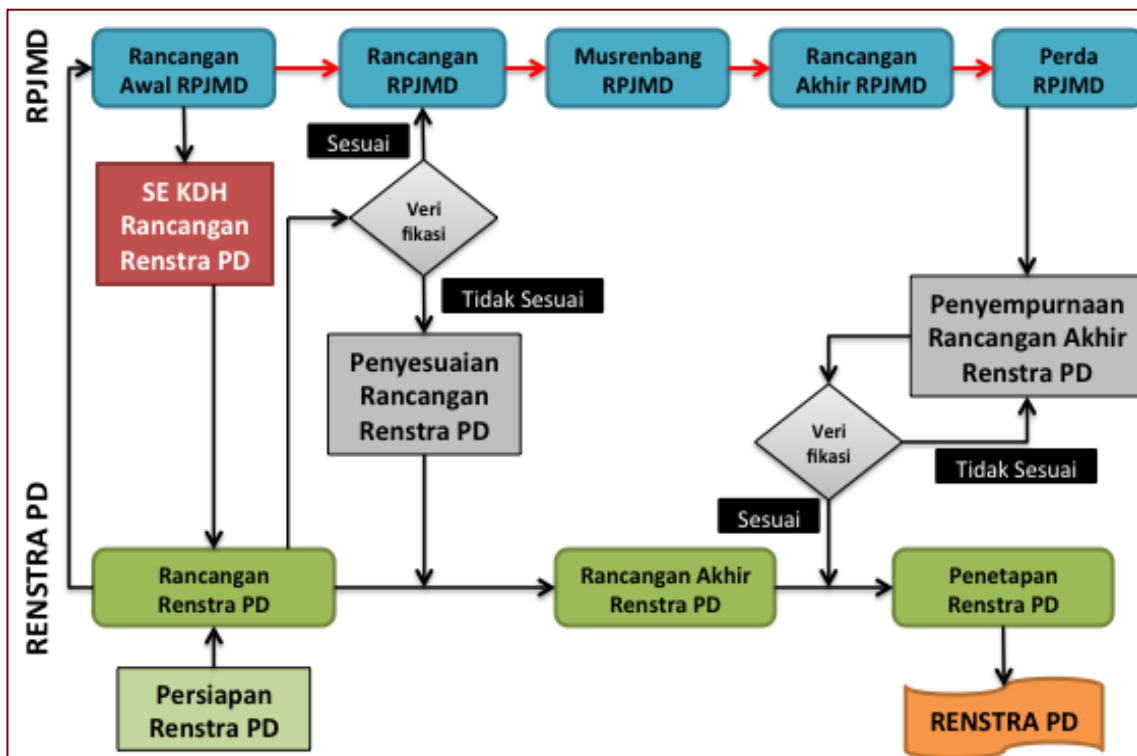 RPJMD
Rancangan
Awal RPJMD
Rancangan
RPJMD
Musrenbang
RPJMD
Rancangan
Akhir RPJMD
Perda
RPJMD
Sesuai
SE KDH
Rancangan
Renstra PD
Veri
fikasi
Tidak Sesuai
Penyesuaian
Rancangan
Renstra PD
Penyempurnaan
Rancangan Akhir
Renstra PD
Veri
fikasi
Tidak Sesuai
Sesuai
RENSTRA PD
Rancangan
Renstra PD
Rancangan Akhir
Renstra PD
Penetapan
Renstra PD
Persiapan
Renstra PD
RENSTRA PD